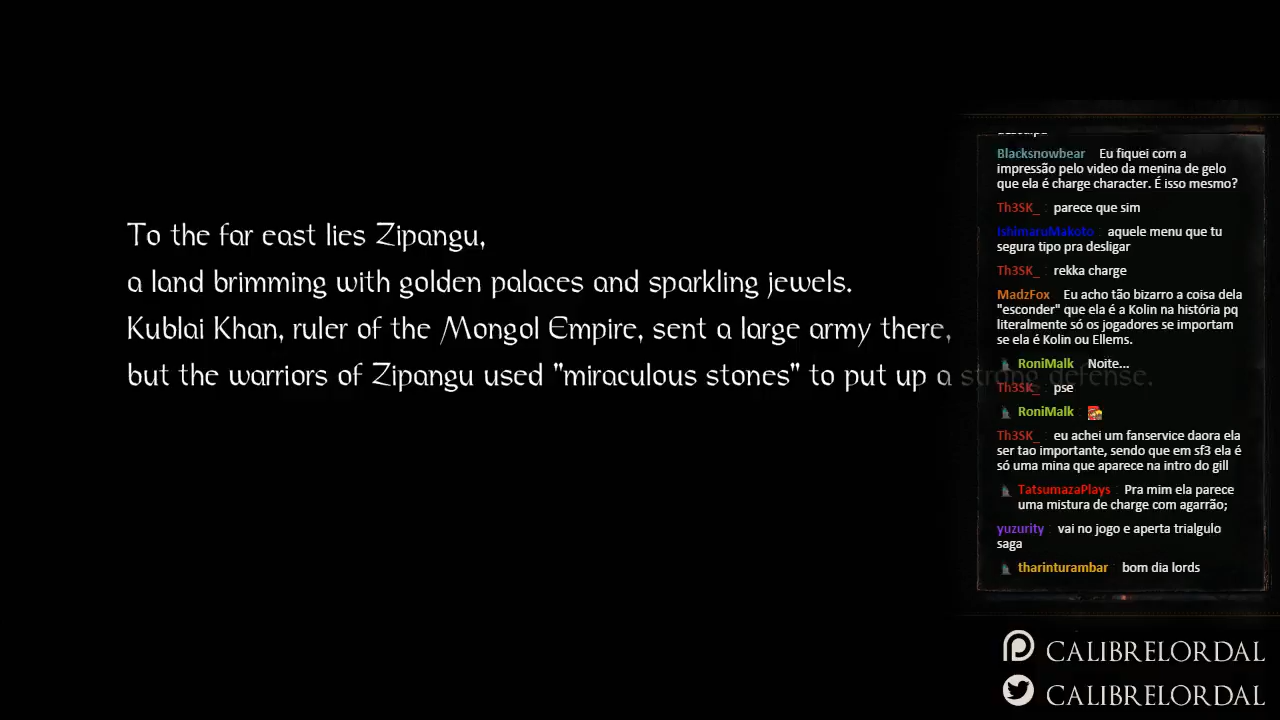 To the far east lies Zipangu,
a land brimming with golden palaces and sparkling jewels.
Kublai Khan, ruler of the Mongol Empire, sent a large army there,
but the warriors of Zipangu used "miraculous stones" to put up a strong defense.
Blacksnowbear : Eu fiquei com a
impressão pelo video da menina de gelo
que ela é charge character. É isso mesmo?
Th3SK_ : parece que sim
IshimaruMakoto : aquele menu que tu
segura tipo pra desligar
Th3SK_ : rekka charge
MadzFox : Eu acho tão bizarro a coisa dela
"esconder" que ela é a Kolin na história pq
literalmente só os jogadores se importam
se ela é Kolin ou Ellems.
RoniMalk : Noite...
Th3SK_ : pse
RoniMalk :
Th3SK_ : eu achei um fanservice daora ela
ser tao importante, sendo que em sf3 ela é
só uma mina que aparece na intro do gill
TatsumazaPlays : Pra mim ela parece
uma mistura de charge com agarrão;
yuzurity : vai no jogo e aperta trialgulo
saga
tharinturambar : bom dia lords
CALIBRELORDAL
CALIBRELORDAL